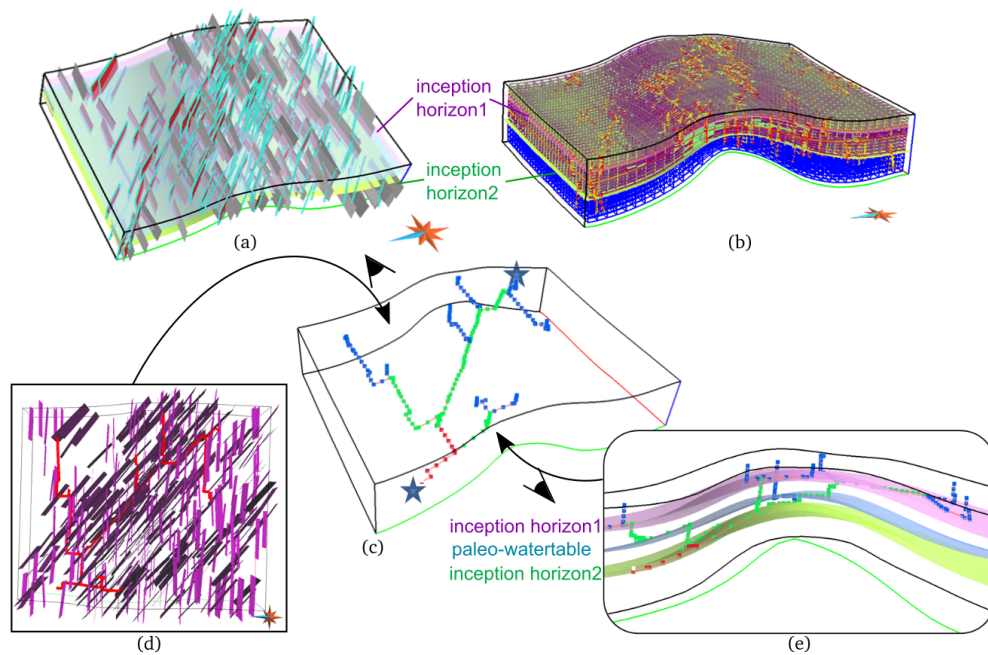 inception
horizon1
inception
horizon2
(a)
(b)
(c)
inception horizon1
paleo-watertable
inception horizon2
(d)
(e)